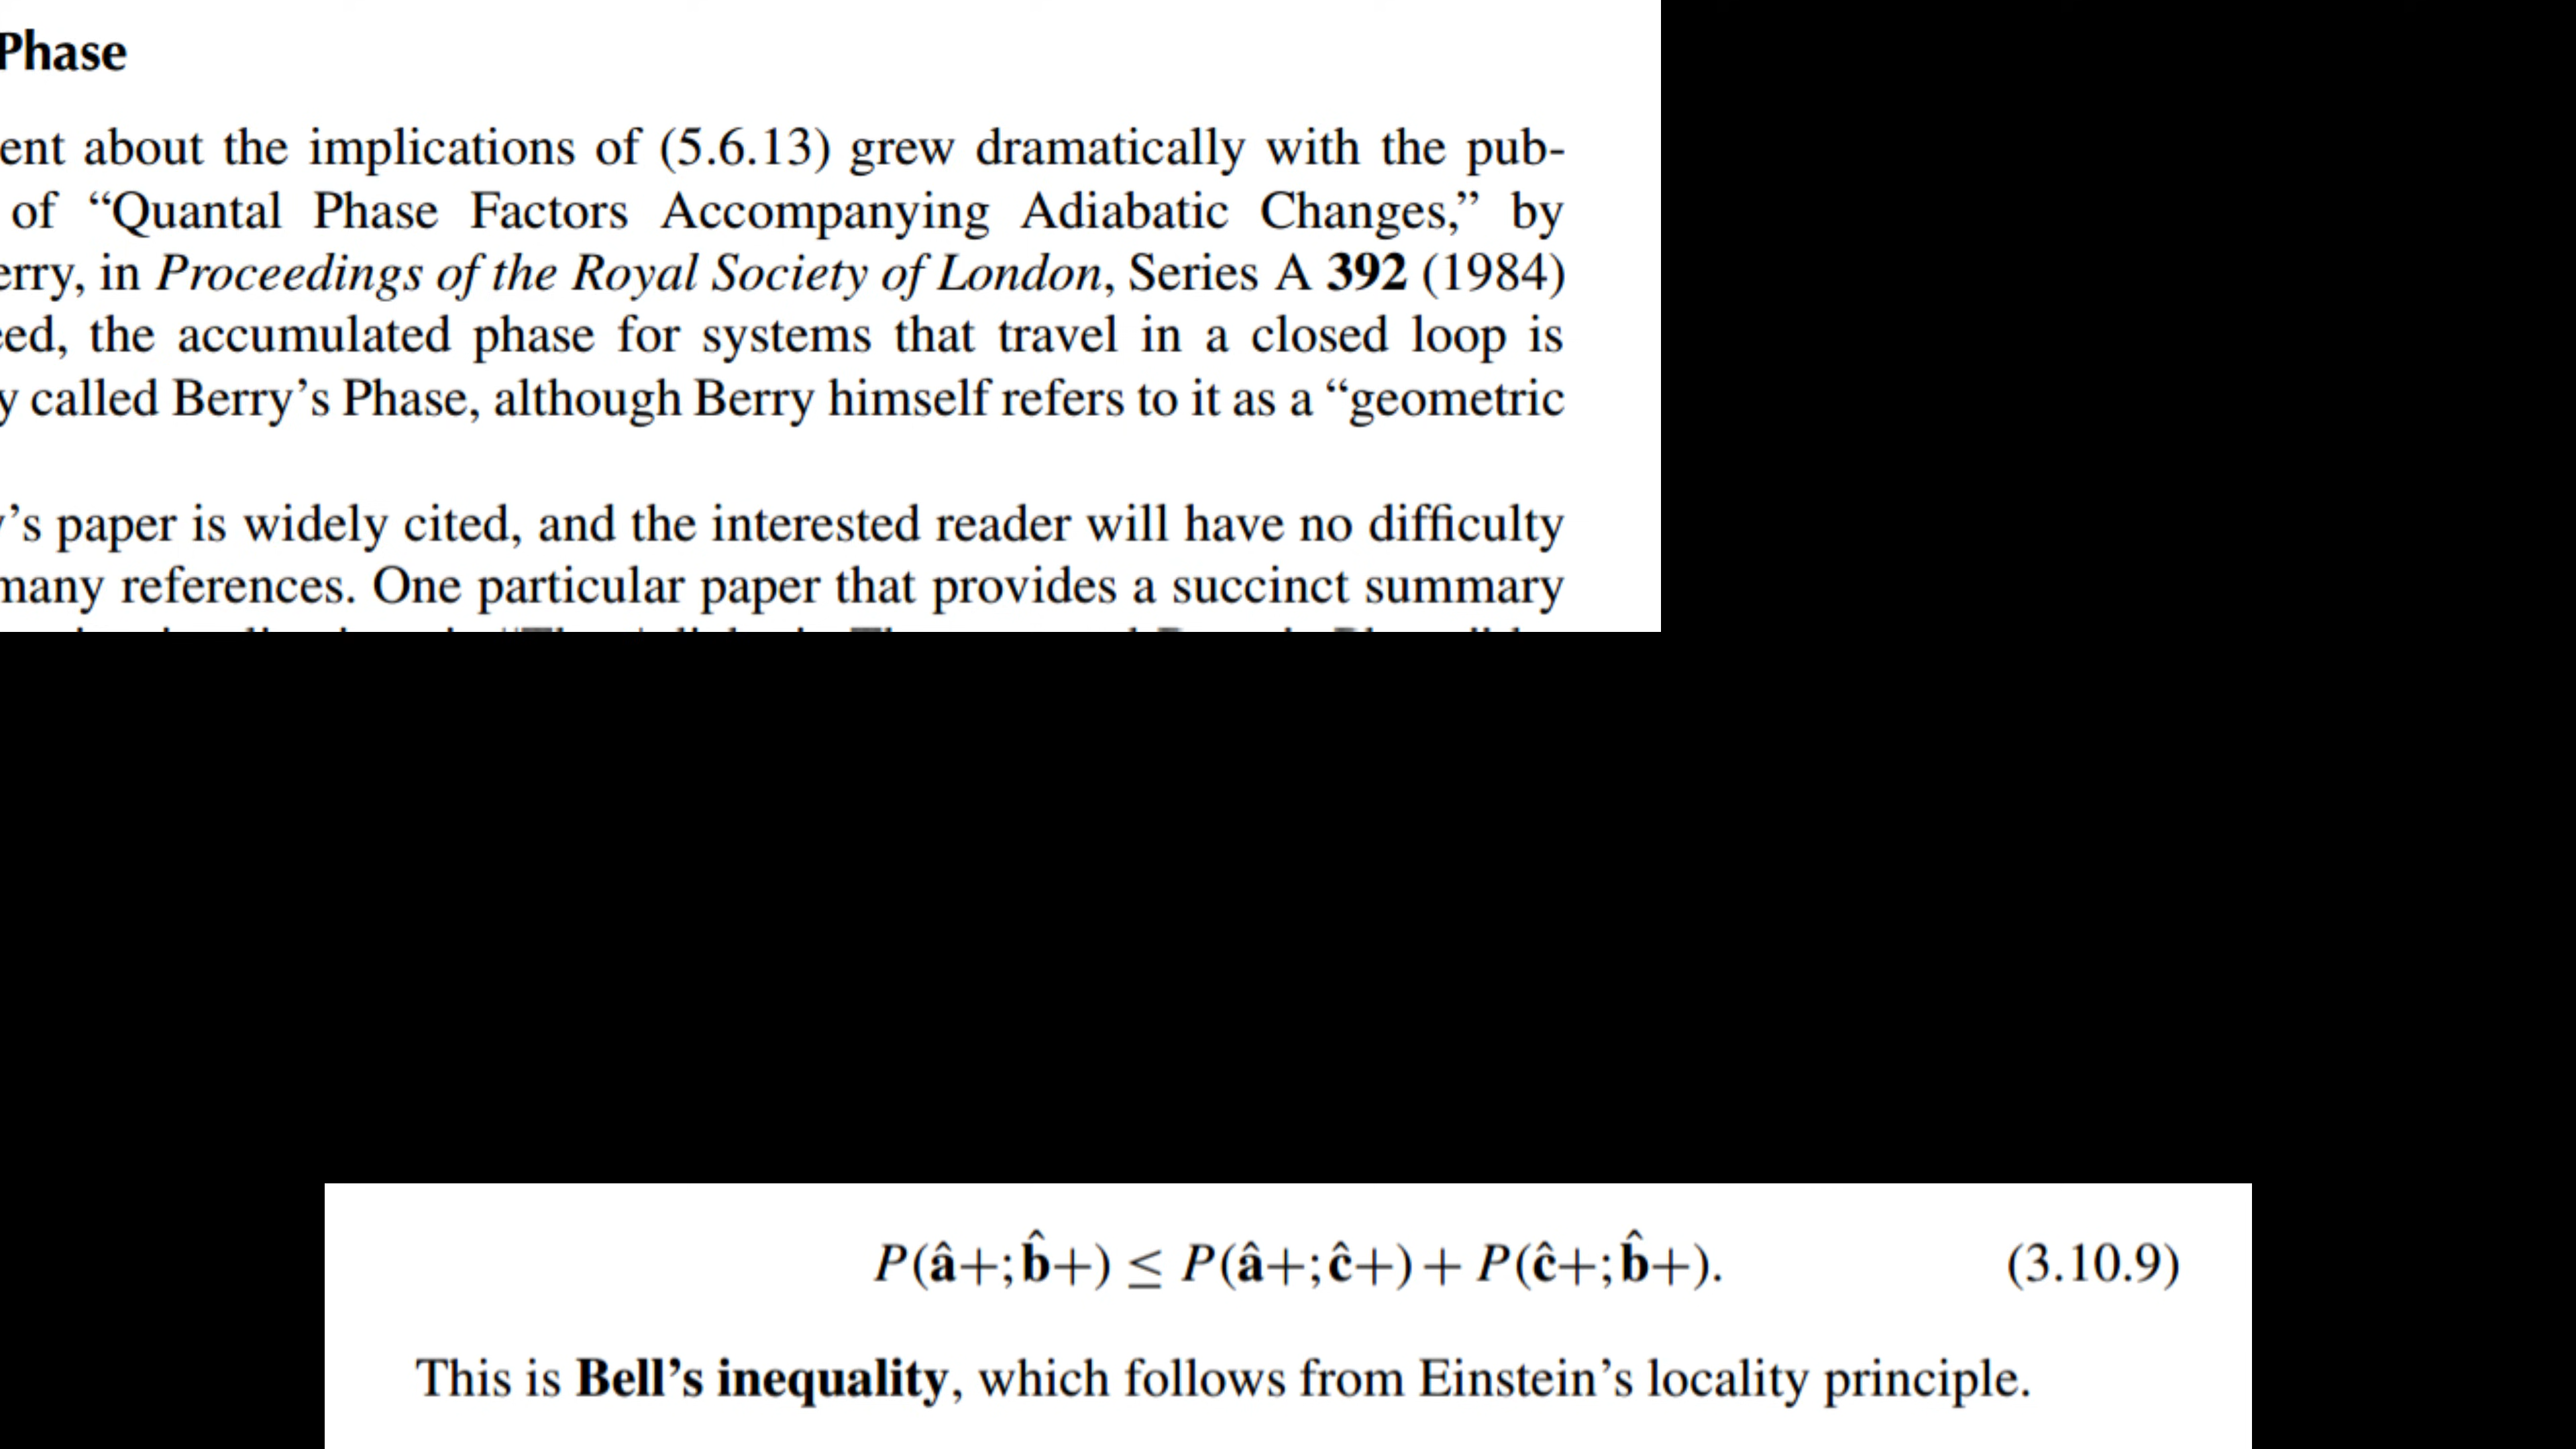 Phase
ent about the implications of (5.6.13) grew dramatically with the pub-
of “Quantal Phase Factors Accompanying Adiabatic Changes,” by
erry, in Proceedings of the Royal Society of London, Series A 392 (1984)
eed, the accumulated phase for systems that travel in a closed loop is
y called Berry’s Phase, although Berry himself refers to it as a “geometric
’s paper is widely cited, and the interested reader will have no difficulty
many references. One particular paper that provides a succinct summary
P(â+; b̂+) ≤ P(â+; ĉ+) + P(ĉ+; b̂+). (3.10.9)
This is Bell’s inequality, which follows from Einstein’s locality principle.